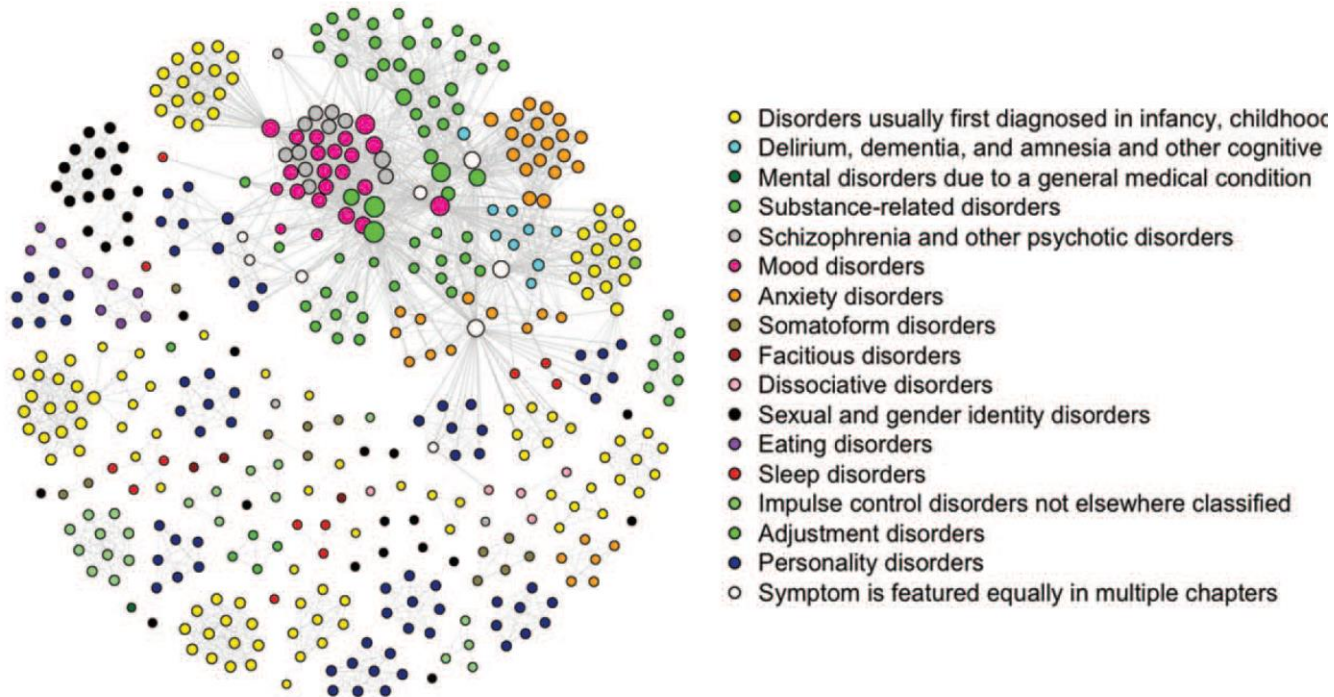 Disorders usually first diagnosed in infancy, childhood
Delirium, dementia, and amnesia and other cognitive
Mental disorders due to a general medical condition
Substance-related disorders
Schizophrenia and other psychotic disorders
Mood disorders
Anxiety disorders
Somatoform disorders
Facitious disorders
Dissociative disorders
Sexual and gender identity disorders
Eating disorders
Sleep disorders
Impulse control disorders not elsewhere classified
Adjustment disorders
Personality disorders
Symptom is featured equally in multiple chapters